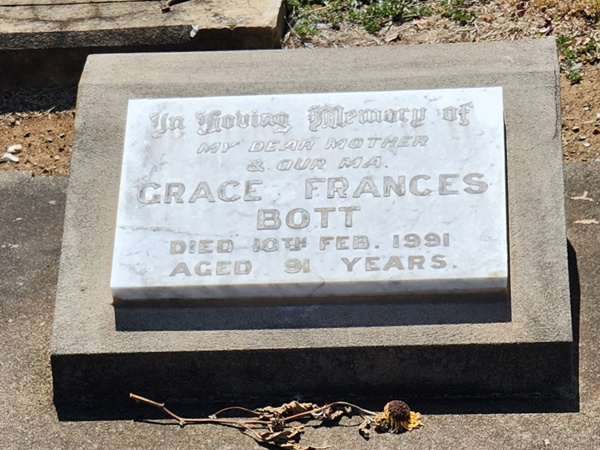 In Loving Memory of
MY DEAR MOTHER
& OUR MA.
GRACE FRANCES
BOTT
DIED 10TH FEB. 1991
AGED 91 YEARS.